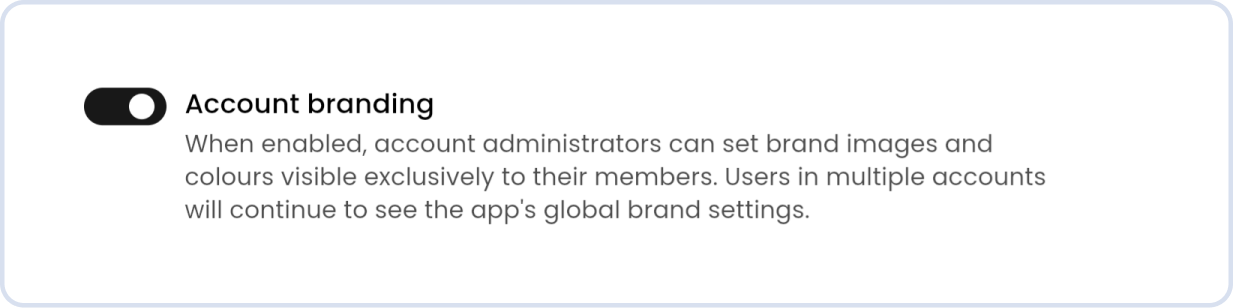 Account branding
When enabled, account administrators can set brand images and
colours visible exclusively to their members. Users in multiple accounts
will continue to see the app's global brand settings.